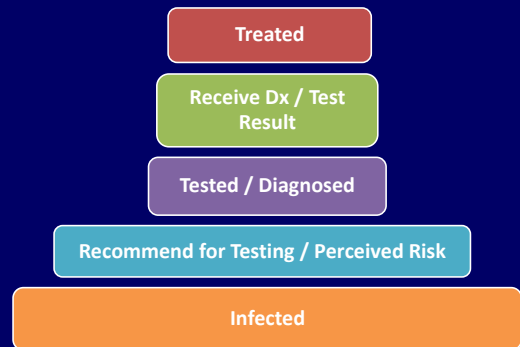 Treated
Receive Dx / Test
Result
Tested / Diagnosed
Recommend for Testing / Perceived Risk
Infected